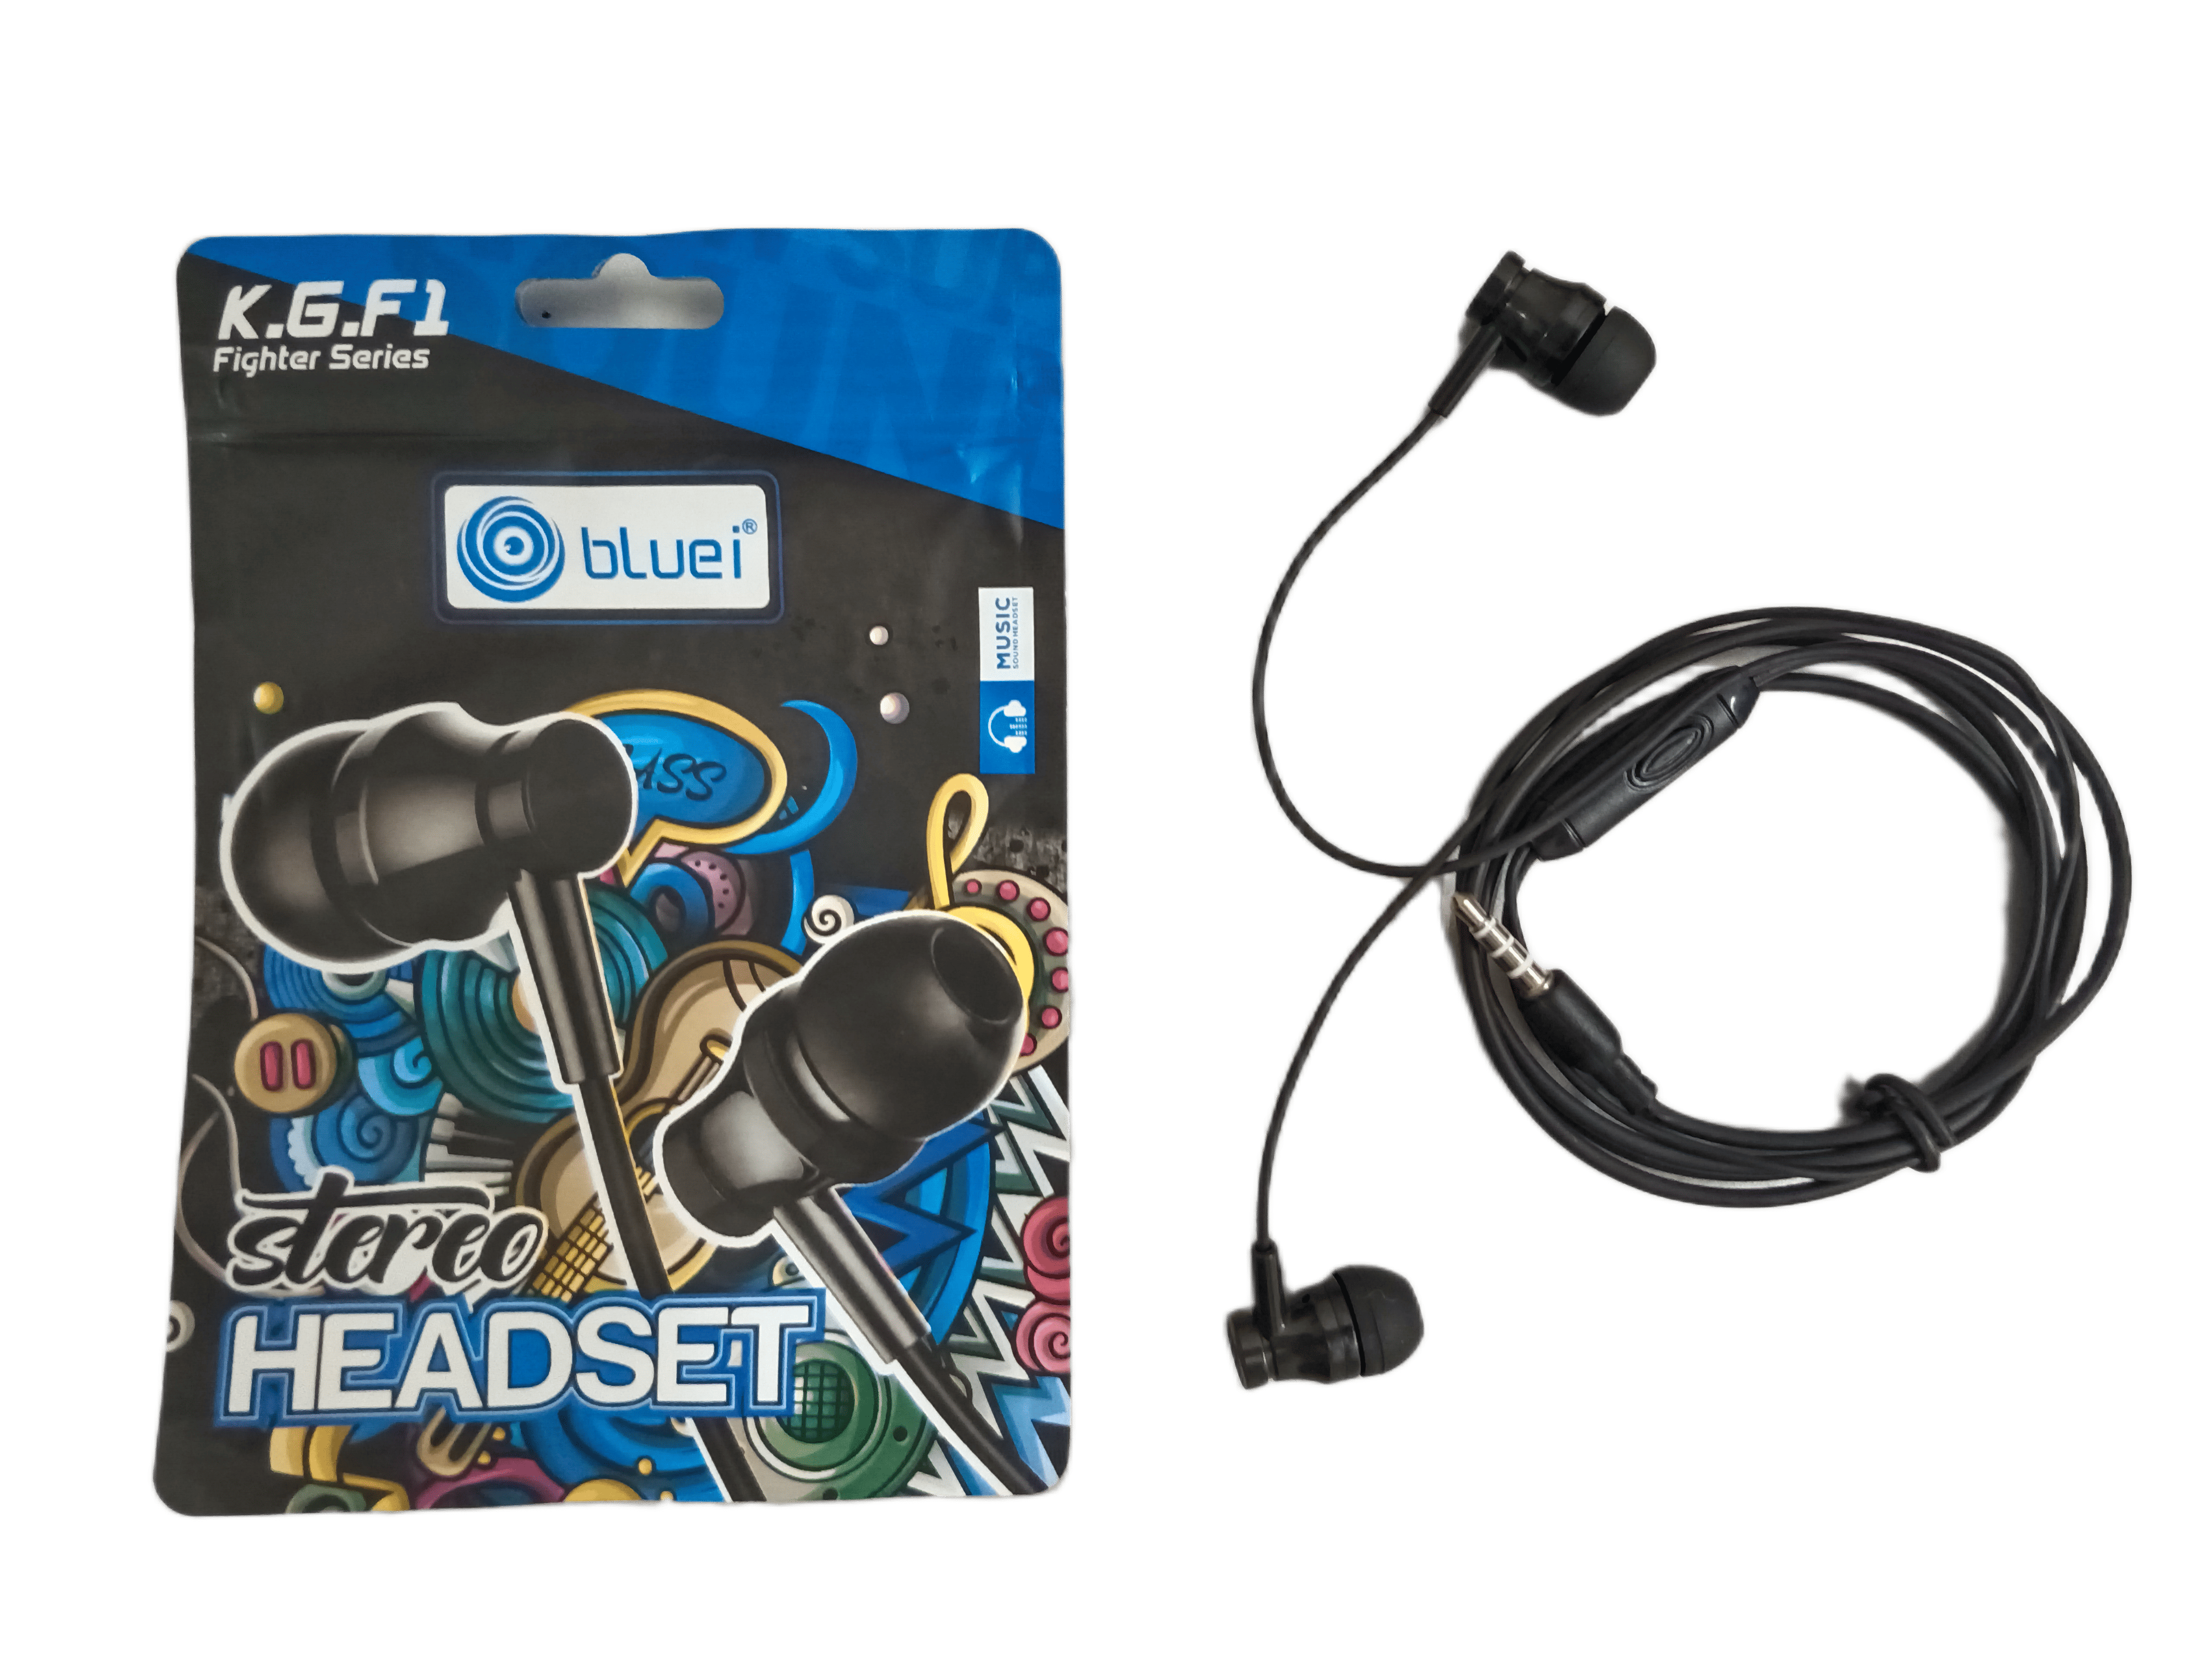 K.G.F1
Fighter Series
bluei®
MUSIC
SOUND HEADSET
stereo
HEADSET